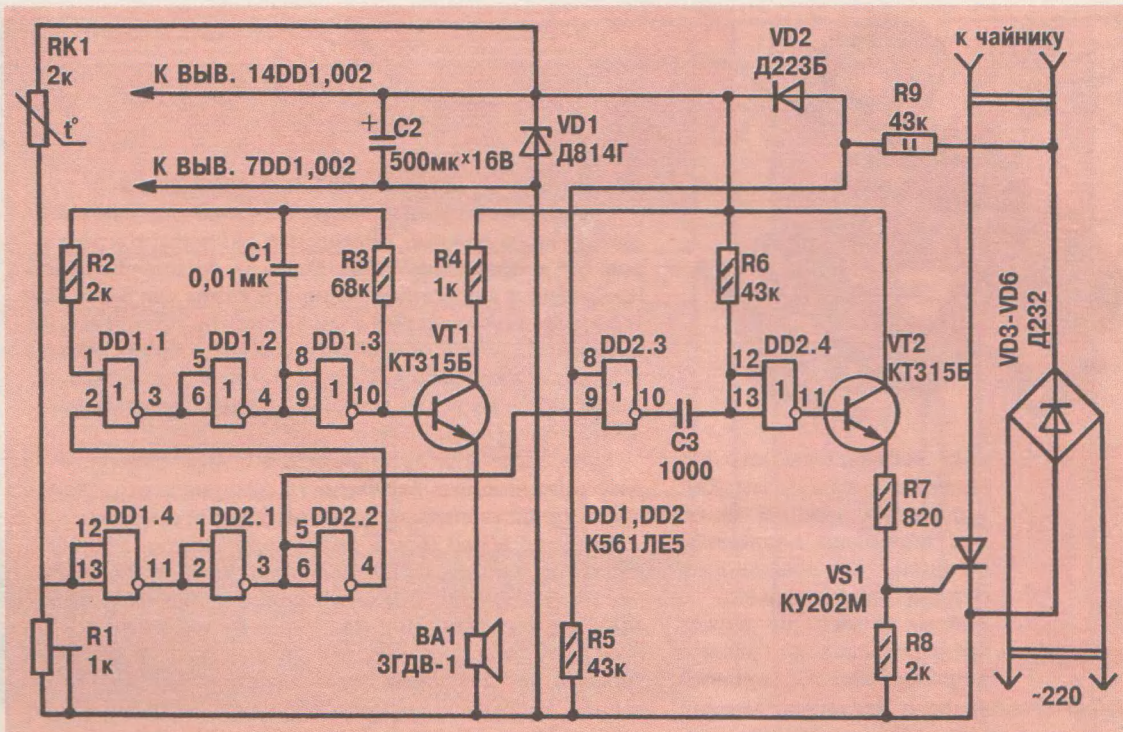 RK1
2к
t°
К ВЫВ. 14DD1,002
К ВЫВ. 7DD1,002
+
C2
500мк×16В
VD1
Д814Г
VD2
Д223Б
к чайнику
R9
43к
R2
2к
C1
0,01мк
R3
68к
R4
1к
R6
43к
VD3-VD6
Д232
DD1.1
1
2
1
3
DD1.2
5
6
1
4
DD1.3
8
9
1
10
VT1
КТ315Б
DD2.3
8
9
1
10
C3
1000
DD2.4
12
13
1
11
VT2
КТ315Б
DD1.4
12
13
11
DD2.1
1
2
3
DD2.2
5
6
4
DD1,DD2
К561ЛЕ5
R7
820
VS1
КУ202М
R1
1к
BA1
3ГДВ-1
R5
43к
R8
2к
~220